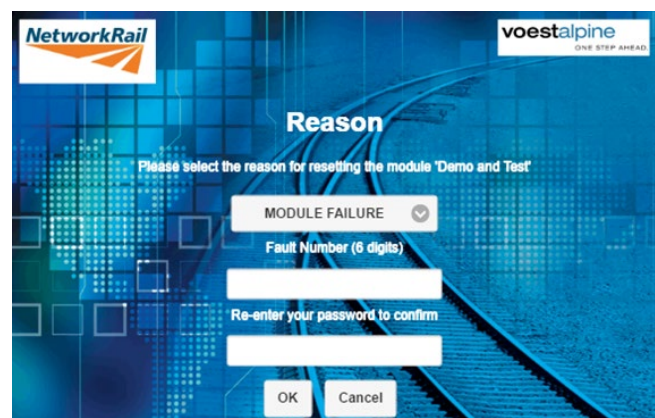 NetworkRail
voestalpine
ONE STEP AHEAD.
Reason
Please select the reason for resetting the module 'Demo and Test'
MODULE FAILURE
Fault Number (6 digits)
Re-enter your password to confirm
OK Cancel